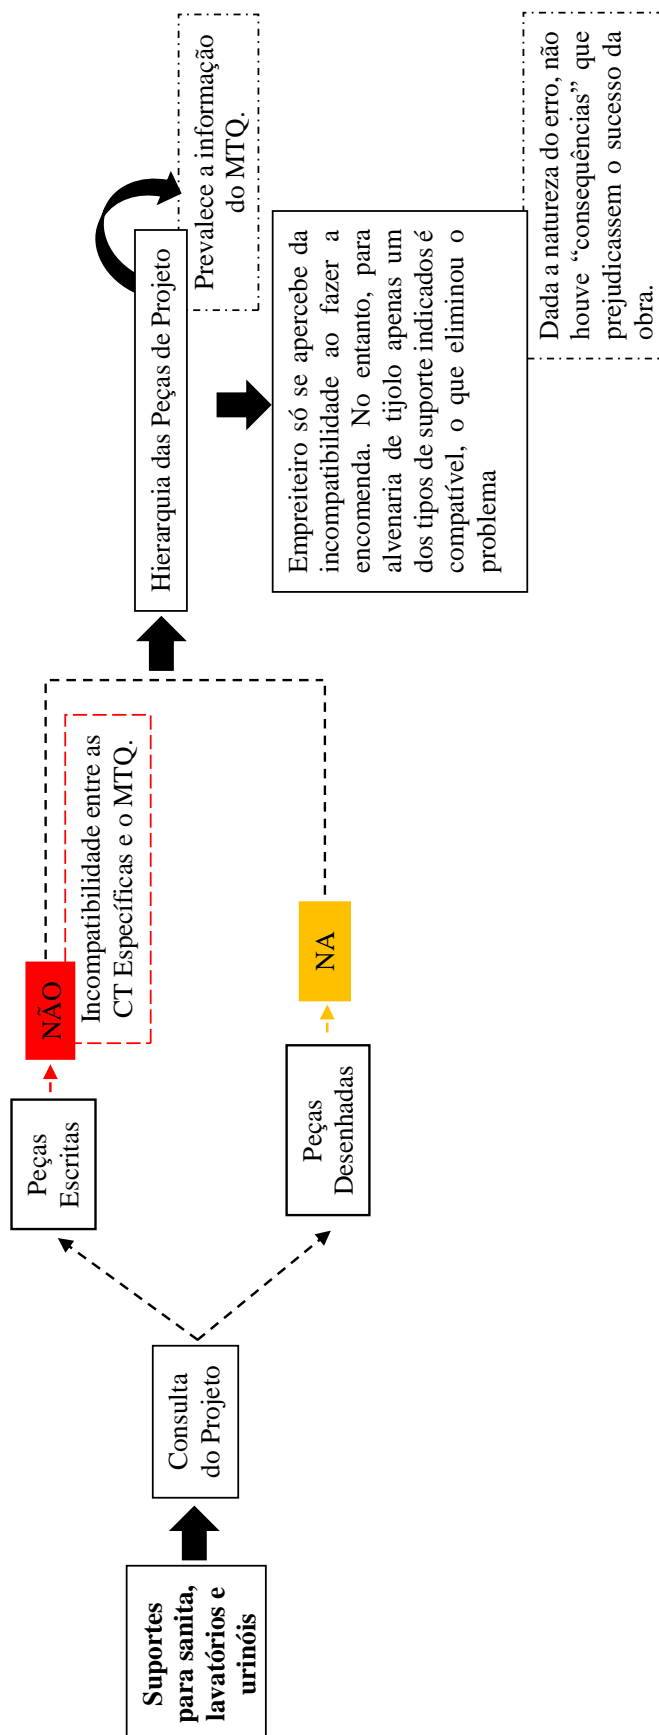 Suportes
para sanita,
lavatórios e
urinóis
Consulta
do Projeto
Peças
Escritas
NÃO
Incompatibilidade entre as
CT Específicas e o MTQ.
Peças
Desenhadas
NA
Hierarquia das Peças de Projeto
Prevalece a informação
do MTQ.
Empreiteiro só se apercebe da
incompatibilidade ao fazer a
encomenda. No entanto, para
alvenaria de tijolo apenas um
dos tipos de suporte indicados é
compatível, o que eliminou o
problema
Dada a natureza do erro, não
houve “consequências” que
prejudicassem o sucesso da
obra.